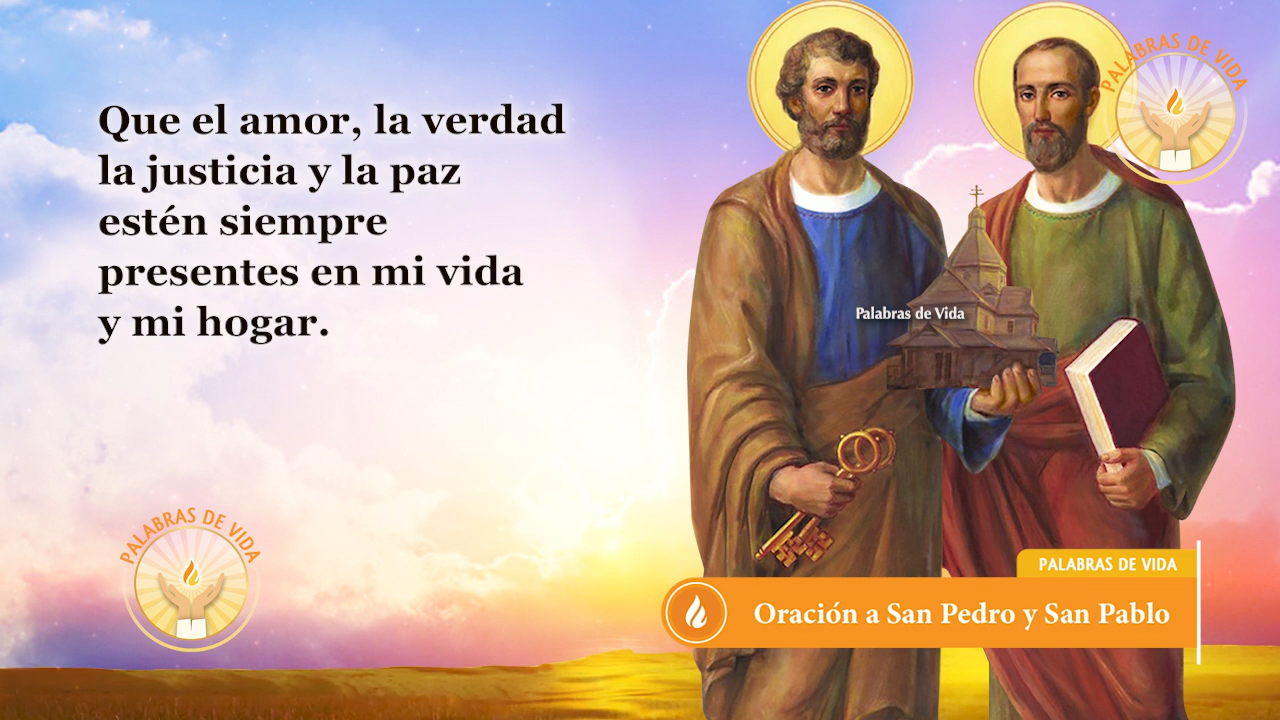 Que el amor, la verdad
la justicia y la paz
estén siempre
presentes en mi vida
y mi hogar.
PALABRAS DE VIDA
Palabras de Vida
PALABRAS DE VIDA
PALABRAS DE VIDA
Oración a San Pedro y San Pablo